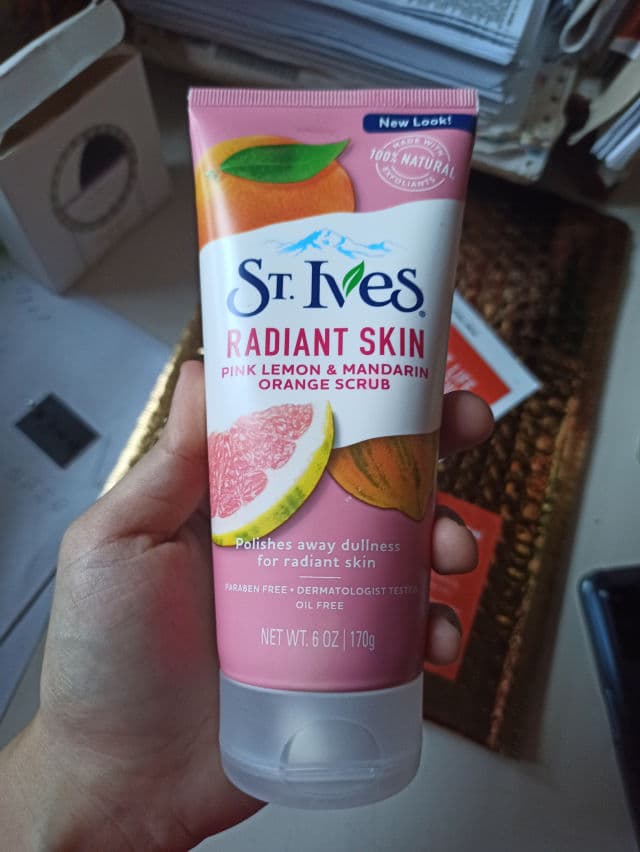 New Look!
MADE WITH
100% NATURAL
EXFOLIANTS
ST. IVES®
RADIANT SKIN
PINK LEMON & MANDARIN
ORANGE SCRUB
Polishes away dullness
for radiant skin
PARABEN FREE • DERMATOLOGIST TESTED
OIL FREE
NET WT. 6 OZ | 170g